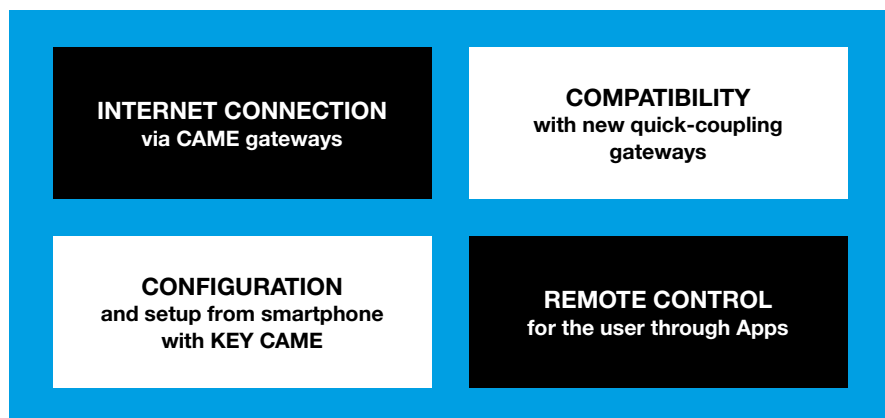 INTERNET CONNECTION
via CAME gateways
COMPATIBILITY
with new quick-coupling
gateways
CONFIGURATION
and setup from smartphone
with KEY CAME
REMOTE CONTROL
for the user through Apps